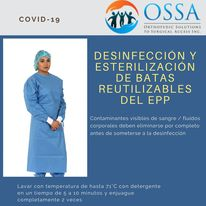 COVID-19
OSSA
ORTHOPEDIC SOLUTIONS
TO SURGICAL ACCESS INC.
DESINFECCIÓN Y
ESTERILIZACIÓN
DE BATAS
REUTILIZABLES
DEL EPP
Contaminantes visibles de sangre / fluidos
corporales deben eliminarse por completo
antes de someterse a la desinfección
Lavar con temperatura de hasta 71°C con detergente
en un tiempo de 5 a 10 minutos y enjuague
completamente 2 veces